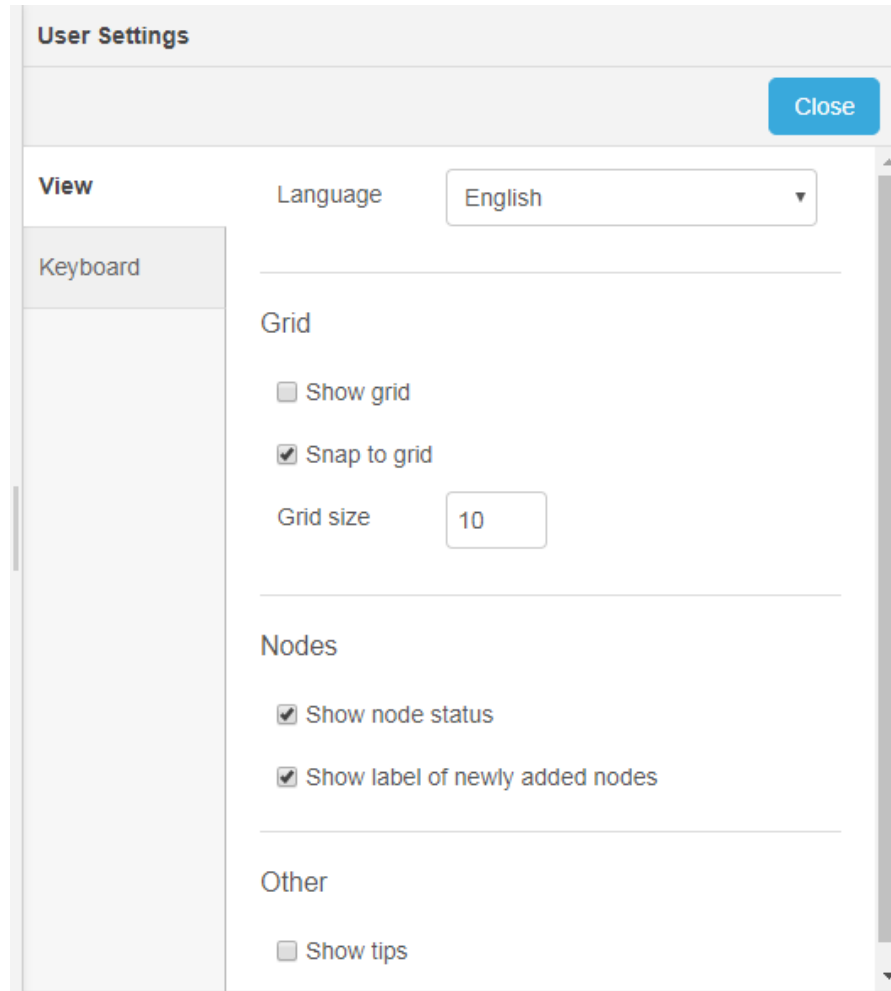 User Settings
Close
View
Language
English
Keyboard
Grid
Show grid
Snap to grid
Grid size
10
Nodes
Show node status
Show label of newly added nodes
Other
Show tips